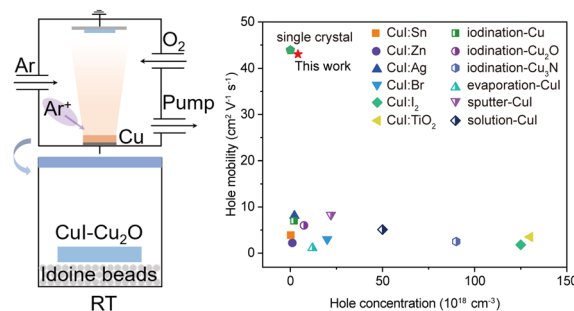 Ar
O₂
Ar⁺
Pump
Cu
CuI-Cu₂O
Idoine beads
RT
Hole mobility (cm² V⁻¹ s⁻¹)
50
40
30
20
10
0
single crystal
This work
CuI:Sn
CuI:Zn
CuI:Ag
CuI:Br
CuI:I₂
CuI:TiO₂
iodination-Cu
iodination-Cu₂O
iodination-Cu₃N
evaporation-CuI
sputter-CuI
solution-CuI
0
50
100
150
Hole concentration (10¹⁸ cm⁻³)